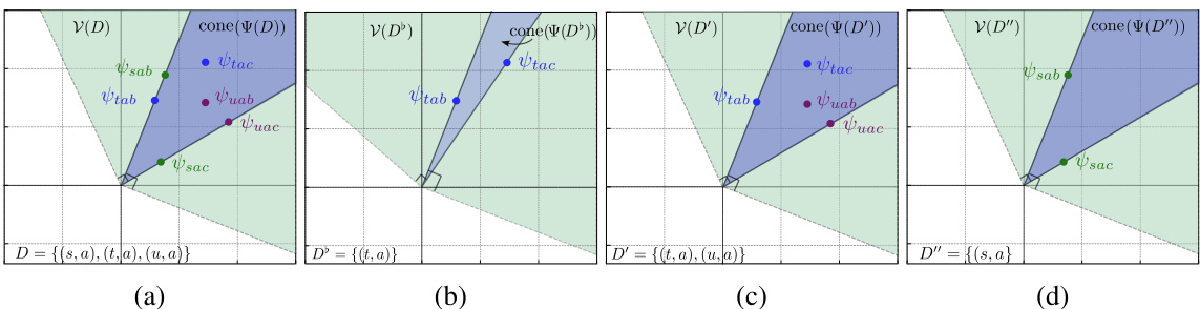 𝒱(D) cone(Ψ(D))
ψ_sab
ψ_tac
ψ_tab
ψ_uab
ψ_uac
ψ_sac
D = {(s, a), (t, a), (u, a)}
(a)
𝒱(D♭) cone(Ψ(D♭))
ψ_tac
ψ_tab
D♭ = {(t, a)}
(b)
𝒱(D′) cone(Ψ(D′))
ψ_tac
ψ_tab
ψ_uab
ψ_uac
D′ = {(t, a), (u, a)}
(c)
𝒱(D′′) cone(Ψ(D′′))
ψ_sab
ψ_sac
D′′ = {(s, a)
(d)